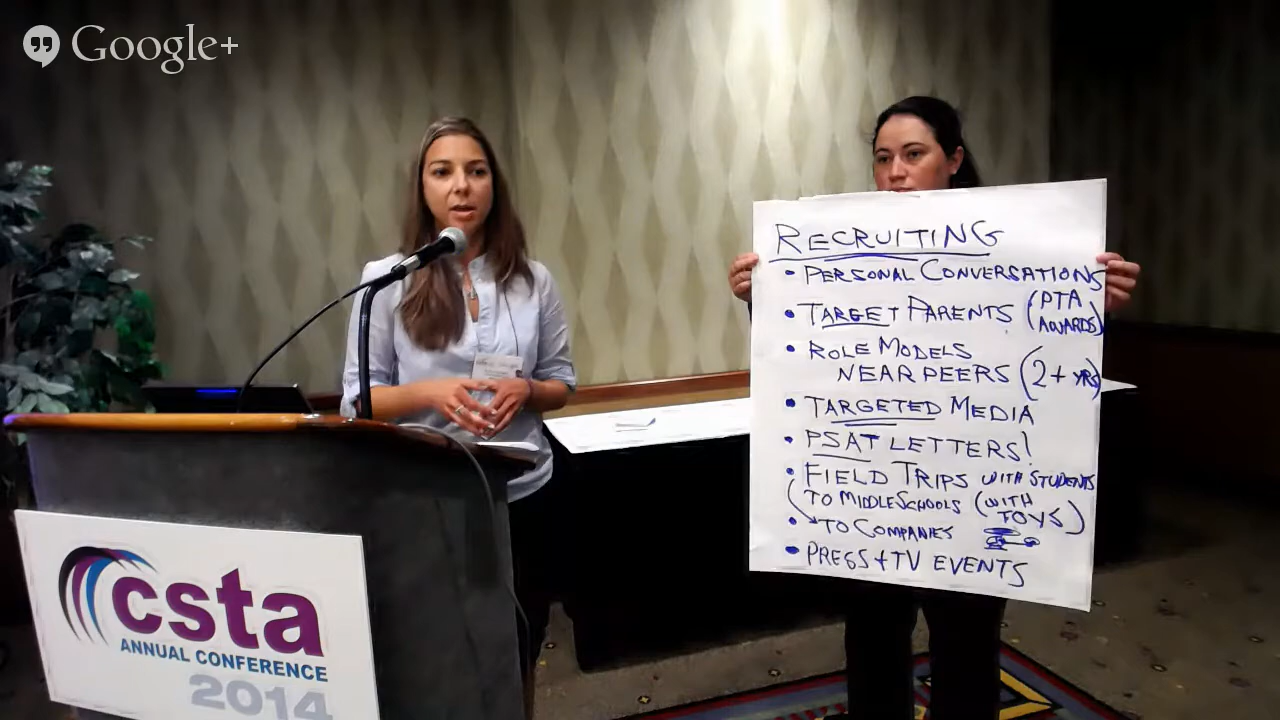 Google+
RECRUITING
• PERSONAL CONVERSATIONS
• TARGET PARENTS (PTA AWARDS)
• ROLE MODELS
NEAR PEERS (2+ YRS)
• TARGETED MEDIA
• PSAT LETTERS!
• FIELD TRIPS WITH STUDENTS
TO MIDDLE SCHOOLS (WITH TOYS)
• TO COMPANIES
• PRESS + TV EVENTS
csta
ANNUAL CONFERENCE
2014